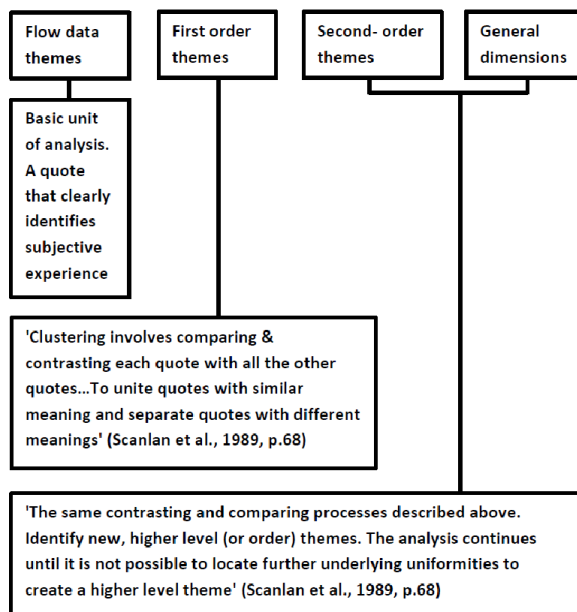 Flow data
themes
First order
themes
Second- order
themes
General
dimensions
Basic unit
of analysis.
A quote
that clearly
identifies
subjective
experience
'Clustering involves comparing &
contrasting each quote with all the other
quotes...To unite quotes with similar
meaning and separate quotes with different
meanings' (Scanlan et al., 1989, p.68)
'The same contrasting and comparing processes described above.
Identify new, higher level (or order) themes. The analysis continues
until it is not possible to locate further underlying uniformities to
create a higher level theme' (Scanlan et al., 1989, p.68)